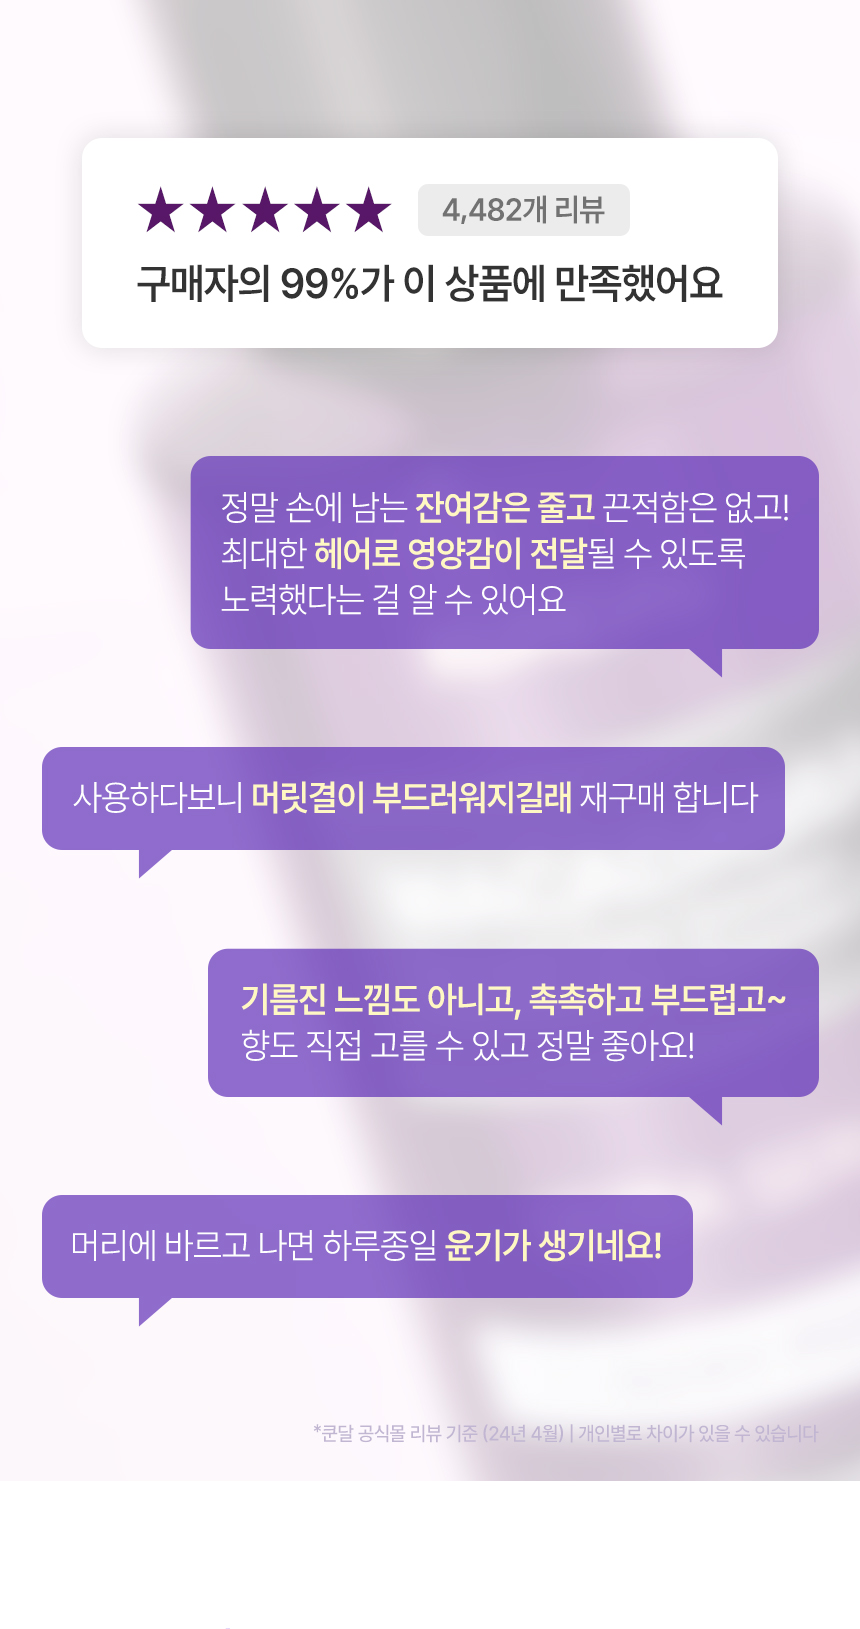 ★★★★★ 4,482개 리뷰
구매자의 99%가 이 상품에 만족했어요
정말 손에 남는 잔여감은 줄고 끈적함은 없고!
최대한 헤어로 영양감이 전달될 수 있도록
노력했다는 걸 알 수 있어요
사용하다보니 머릿결이 부드러워지길래 재구매 합니다
기름진 느낌도 아니고, 촉촉하고 부드럽고~
향도 직접 고를 수 있고 정말 좋아요!
머리에 바르고 나면 하루종일 윤기가 생기네요!
*쿤달 공식몰 리뷰 기준 (24년 4월) | 개인별로 차이가 있을 수 있습니다